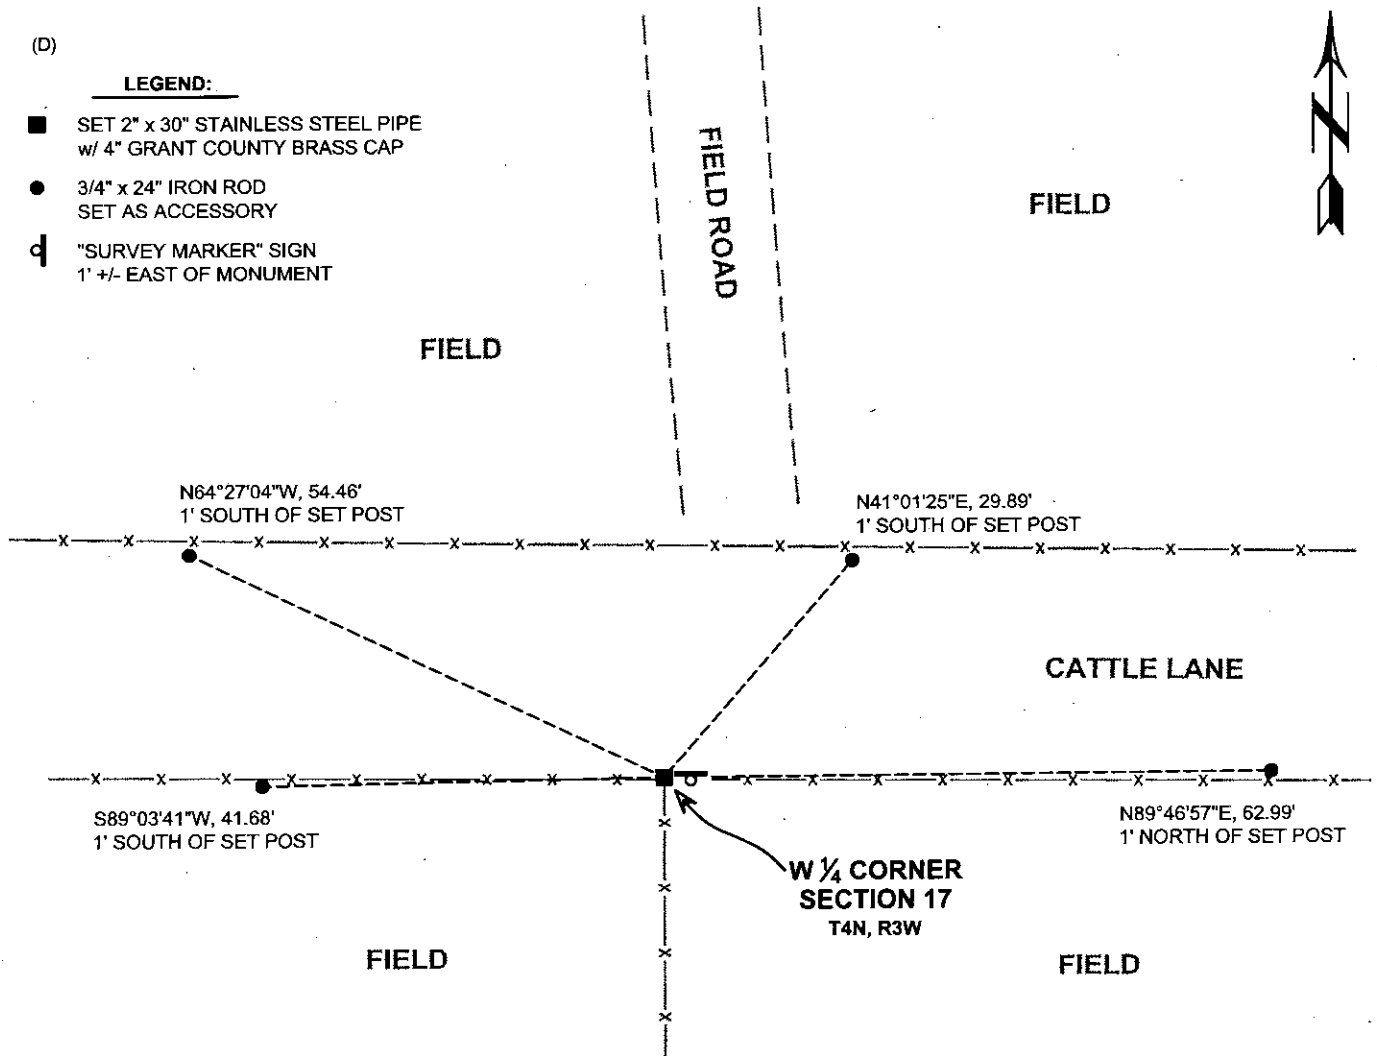 (D)
LEGEND:
SET 2" x 30" STAINLESS STEEL PIPE
w/ 4" GRANT COUNTY BRASS CAP
3/4" x 24" IRON ROD
SET AS ACCESSORY
"SURVEY MARKER" SIGN
1' +/- EAST OF MONUMENT
N
FIELD ROAD
FIELD
FIELD
N64°27'04"W, 54.46'
1' SOUTH OF SET POST
N41°01'25"E, 29.89'
1' SOUTH OF SET POST
CATTLE LANE
S89°03'41"W, 41.68'
1' SOUTH OF SET POST
N89°46'57"E, 62.99'
1' NORTH OF SET POST
W 1/4 CORNER
SECTION 17
T4N, R3W
FIELD
FIELD